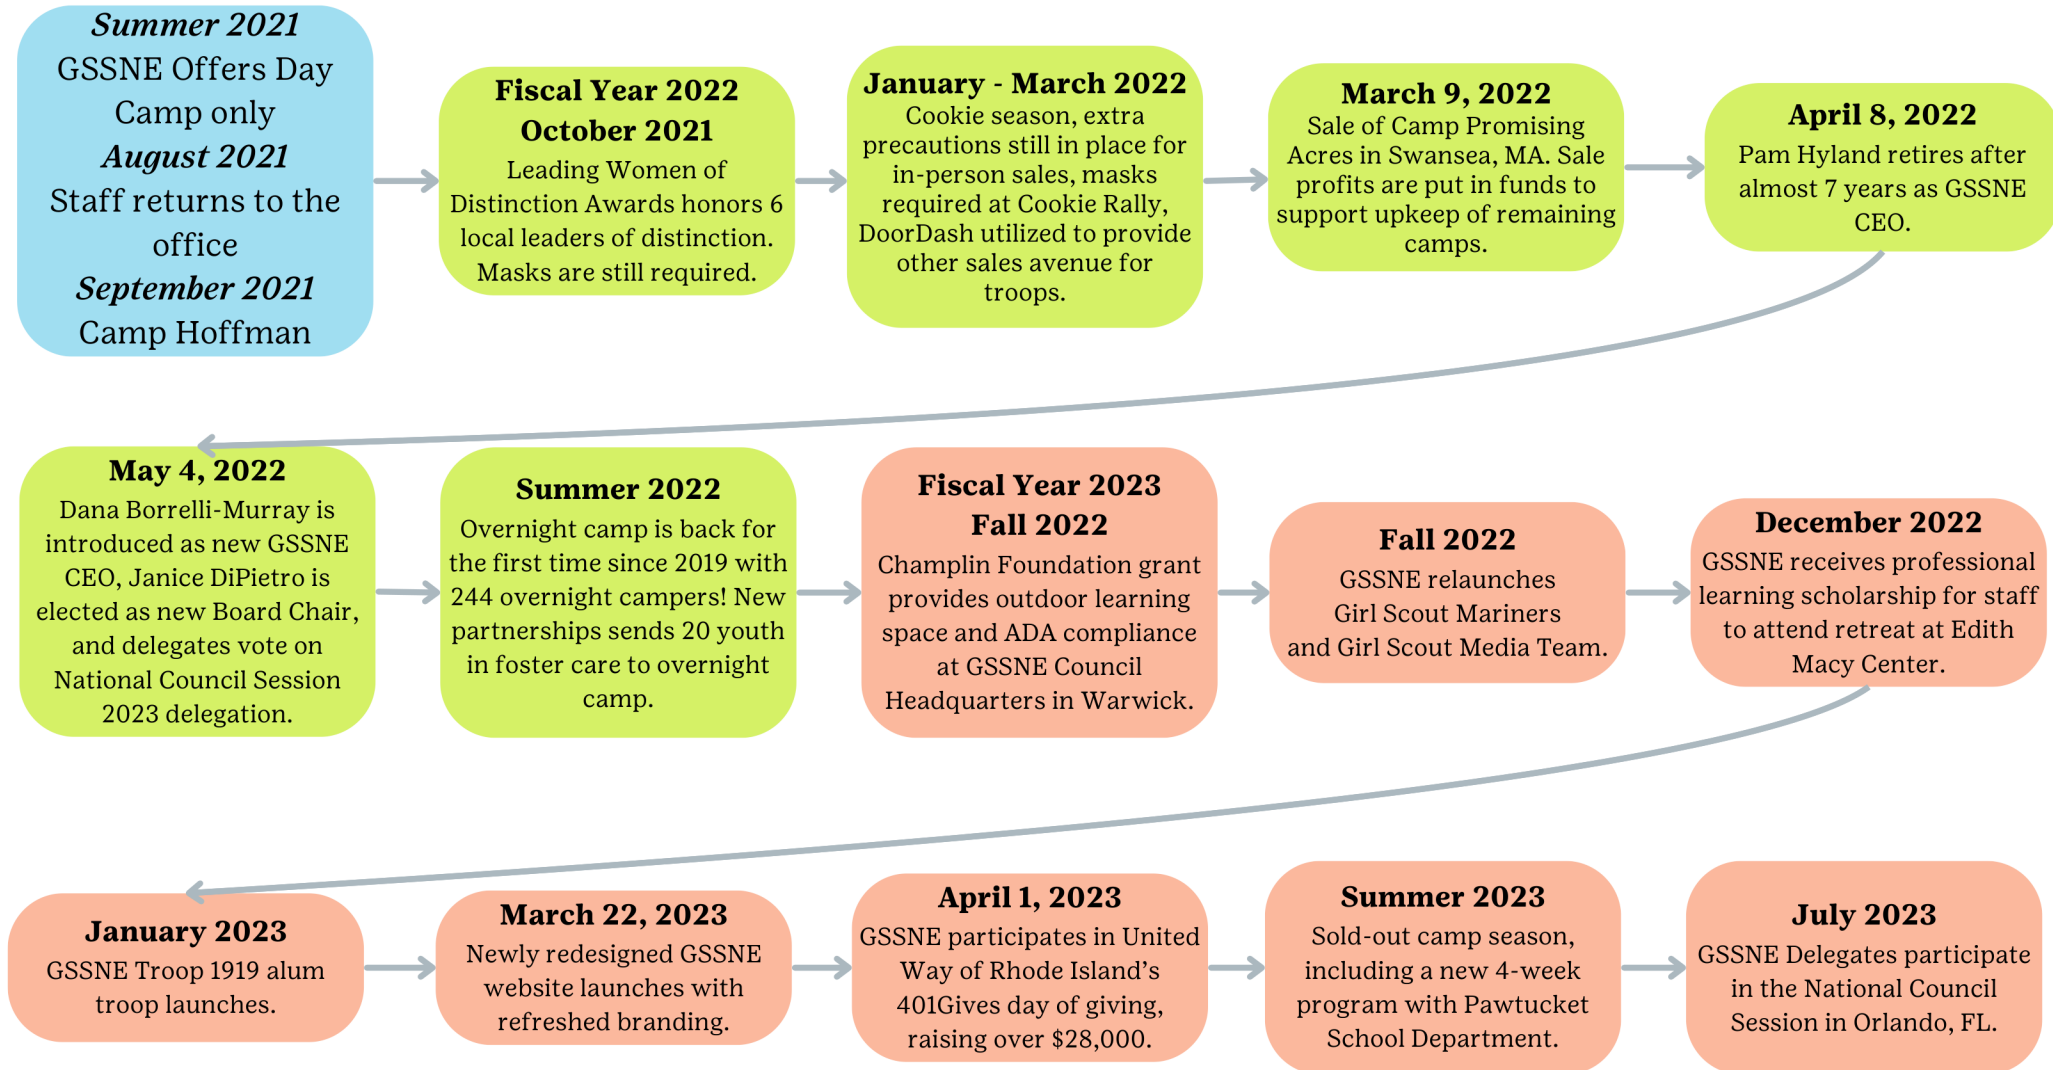 Summer 2021
GSSNE Offers Day
Camp only
August 2021
Staff returns to the
office
September 2021
Camp Hoffman
Fiscal Year 2022
October 2021
Leading Women of
Distinction Awards honors 6
local leaders of distinction.
Masks are still required.
January - March 2022
Cookie season, extra
precautions still in place for
in-person sales, masks
required at Cookie Rally,
DoorDash utilized to provide
other sales avenue for
troops.
March 9, 2022
Sale of Camp Promising
Acres in Swansea, MA. Sale
profits are put in funds to
support upkeep of remaining
camps.
April 8, 2022
Pam Hyland retires after
almost 7 years as GSSNE
CEO.
May 4, 2022
Dana Borrelli-Murray is
introduced as new GSSNE
CEO, Janice DiPietro is
elected as new Board Chair,
and delegates vote on
National Council Session
2023 delegation.
Summer 2022
Overnight camp is back for
the first time since 2019 with
244 overnight campers! New
partnerships sends 20 youth
in foster care to overnight
camp.
Fiscal Year 2023
Fall 2022
Champlin Foundation grant
provides outdoor learning
space and ADA compliance
at GSSNE Council
Headquarters in Warwick.
Fall 2022
GSSNE relaunches
Girl Scout Mariners
and Girl Scout Media Team.
December 2022
GSSNE receives professional
learning scholarship for staff
to attend retreat at Edith
Macy Center.
January 2023
GSSNE Troop 1919 alum
troop launches.
March 22, 2023
Newly redesigned GSSNE
website launches with
refreshed branding.
April 1, 2023
GSSNE participates in United
Way of Rhode Island’s
401Gives day of giving,
raising over $28,000.
Summer 2023
Sold-out camp season,
including a new 4-week
program with Pawtucket
School Department.
July 2023
GSSNE Delegates participate
in the National Council
Session in Orlando, FL.